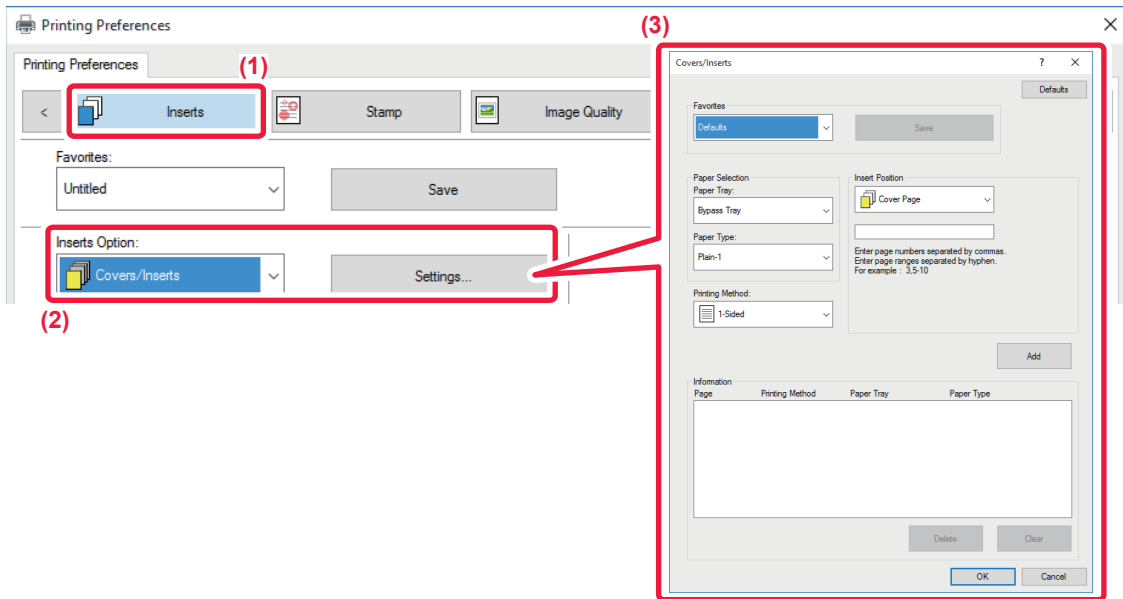 Printing Preferences
Printing Preferences
(1)
< Inserts Stamp Image Quality
Favorites:
Untitled Save
Inserts Option:
Covers/Inserts Settings...
(2)
(3)
Covers/Inserts ?
Defaults
Favorites
Defaults Save
Paper Selection
Paper Tray:
Bypass Tray
Paper Type:
Plain-1
Printing Method:
1-Sided
Insert Position
Cover Page
Enter page numbers separated by commas.
Enter page ranges separated by hyphen.
For example : 3,5-10
Add
Information
Page Printing Method Paper Tray Paper Type
Delete Clear
OK Cancel